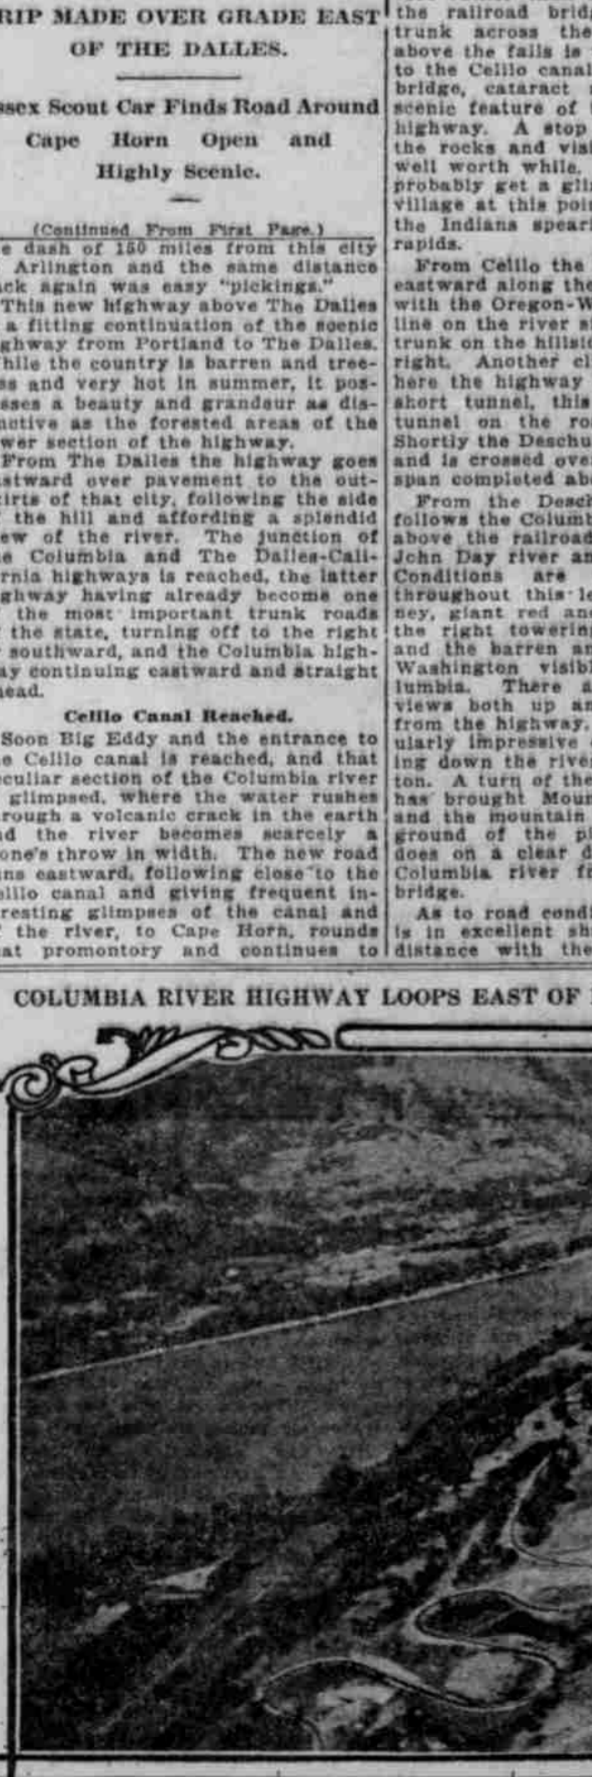 RIP MADE OVER GRADE EAST
OF THE DALLES.
ssex Scout Car Finds Road Around
Cape Horn Open and
Highly Scenic.
(Continued From First Page.)
e dash of 150 miles from this city
Arlington and the same distance
ck again was easy "pickings."
This new highway above The Dalles
a fitting continuation of the scenic
ghway from Portland to The Dalles.
hile the country is barren and tree-
ss and very hot in summer, it pos-
sses a beauty and grandeur as dis-
nctive as the forested areas of the
wer section of the highway.
From The Dalles the highway goes
stward over pavement to the out-
irts of that city, following the side
the hill and affording a splendid
ew of the river. The junction of
e Columbia and The Dalles-Cali-
rnia highways is reached, the latter
ghway having already become one
the most important trunk roads
the state, turning off to the right
southward, and the Columbia high-
ay continuing eastward and straight
head.
Celilo Canal Reached.
Soon Big Eddy and the entrance to
e Celilo canal is reached, and that
culiar section of the Columbia river
glimpsed, where the water rushes
rough a volcanic crack in the earth
nd the river becomes scarcely a
one's throw in width. The new road
ns eastward, following close to the
elilo canal and giving frequent in-
resting glimpses of the canal and
the river, to Cape Horn, rounds
at promontory and continues to
the railroad brid
trunk across the
above the falls is
to the Celilo canal
bridge, cataract
scenic feature of
highway. A stop
the rocks and vis
well worth while.
probably get a gli
village at this poi
the Indians speari
rapids.
From Celilo the
eastward along the
with the Oregon-W
line on the river s
trunk on the hillsi
right. Another cl
here the highway
short tunnel, this
tunnel on the ro
Shortly the Deschu
and is crossed ove
span completed ab
From the Desch
follows the Columb
above the railroad
John Day river an
Conditions are
throughout this le
ney, giant red and
the right towering
and the barren an
Washington visibl
lumbia. There a
views both up an
from the highway.
ularly impressive
ing down the rive
ton. A turn of the
has brought Moun
and the mountain
ground of the pi
does on a clear d
Columbia river fr
bridge.
As to road condi
is in excellent sh
distance with the
COLUMBIA RIVER HIGHWAY LOOPS EAST OF